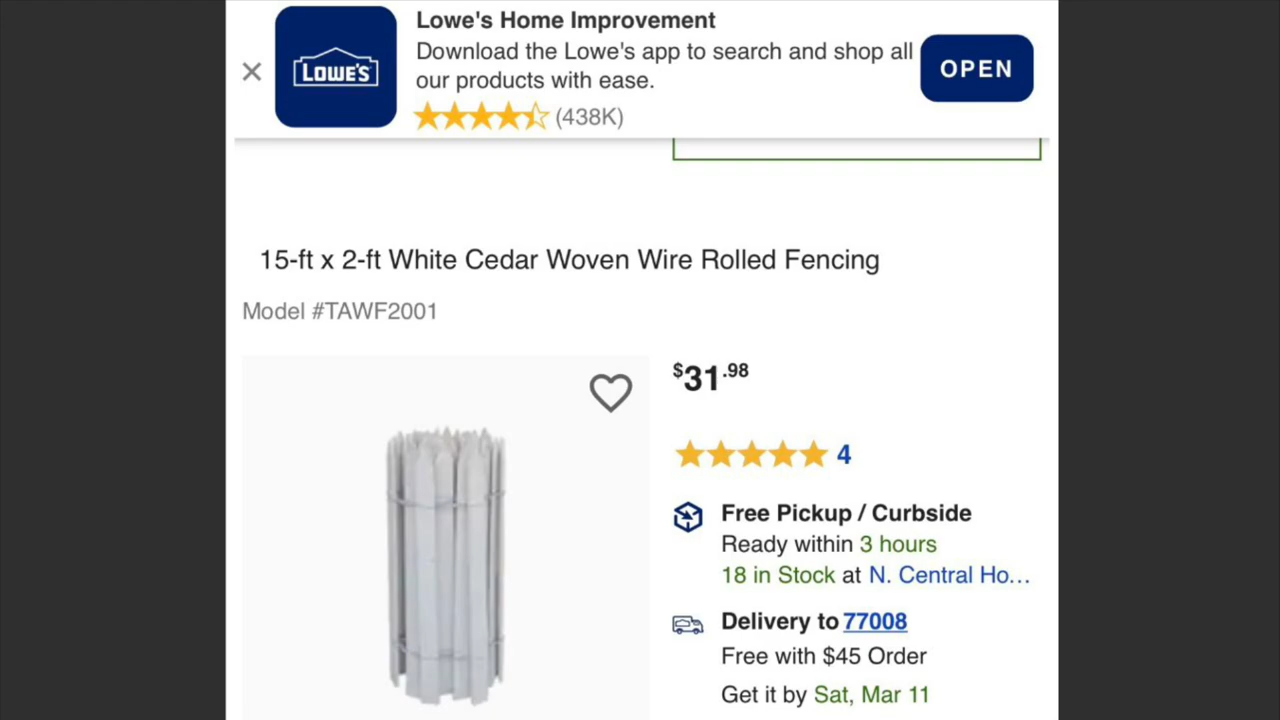 Lowe's Home Improvement
Download the Lowe's app to search and shop all
our products with ease.
(438K)
LOWE'S
OPEN
15-ft x 2-ft White Cedar Woven Wire Rolled Fencing
Model #TAWF2001
$31.98
4
Free Pickup / Curbside
Ready within 3 hours
18 in Stock at N. Central Ho...
Delivery to 77008
Free with $45 Order
Get it by Sat, Mar 11